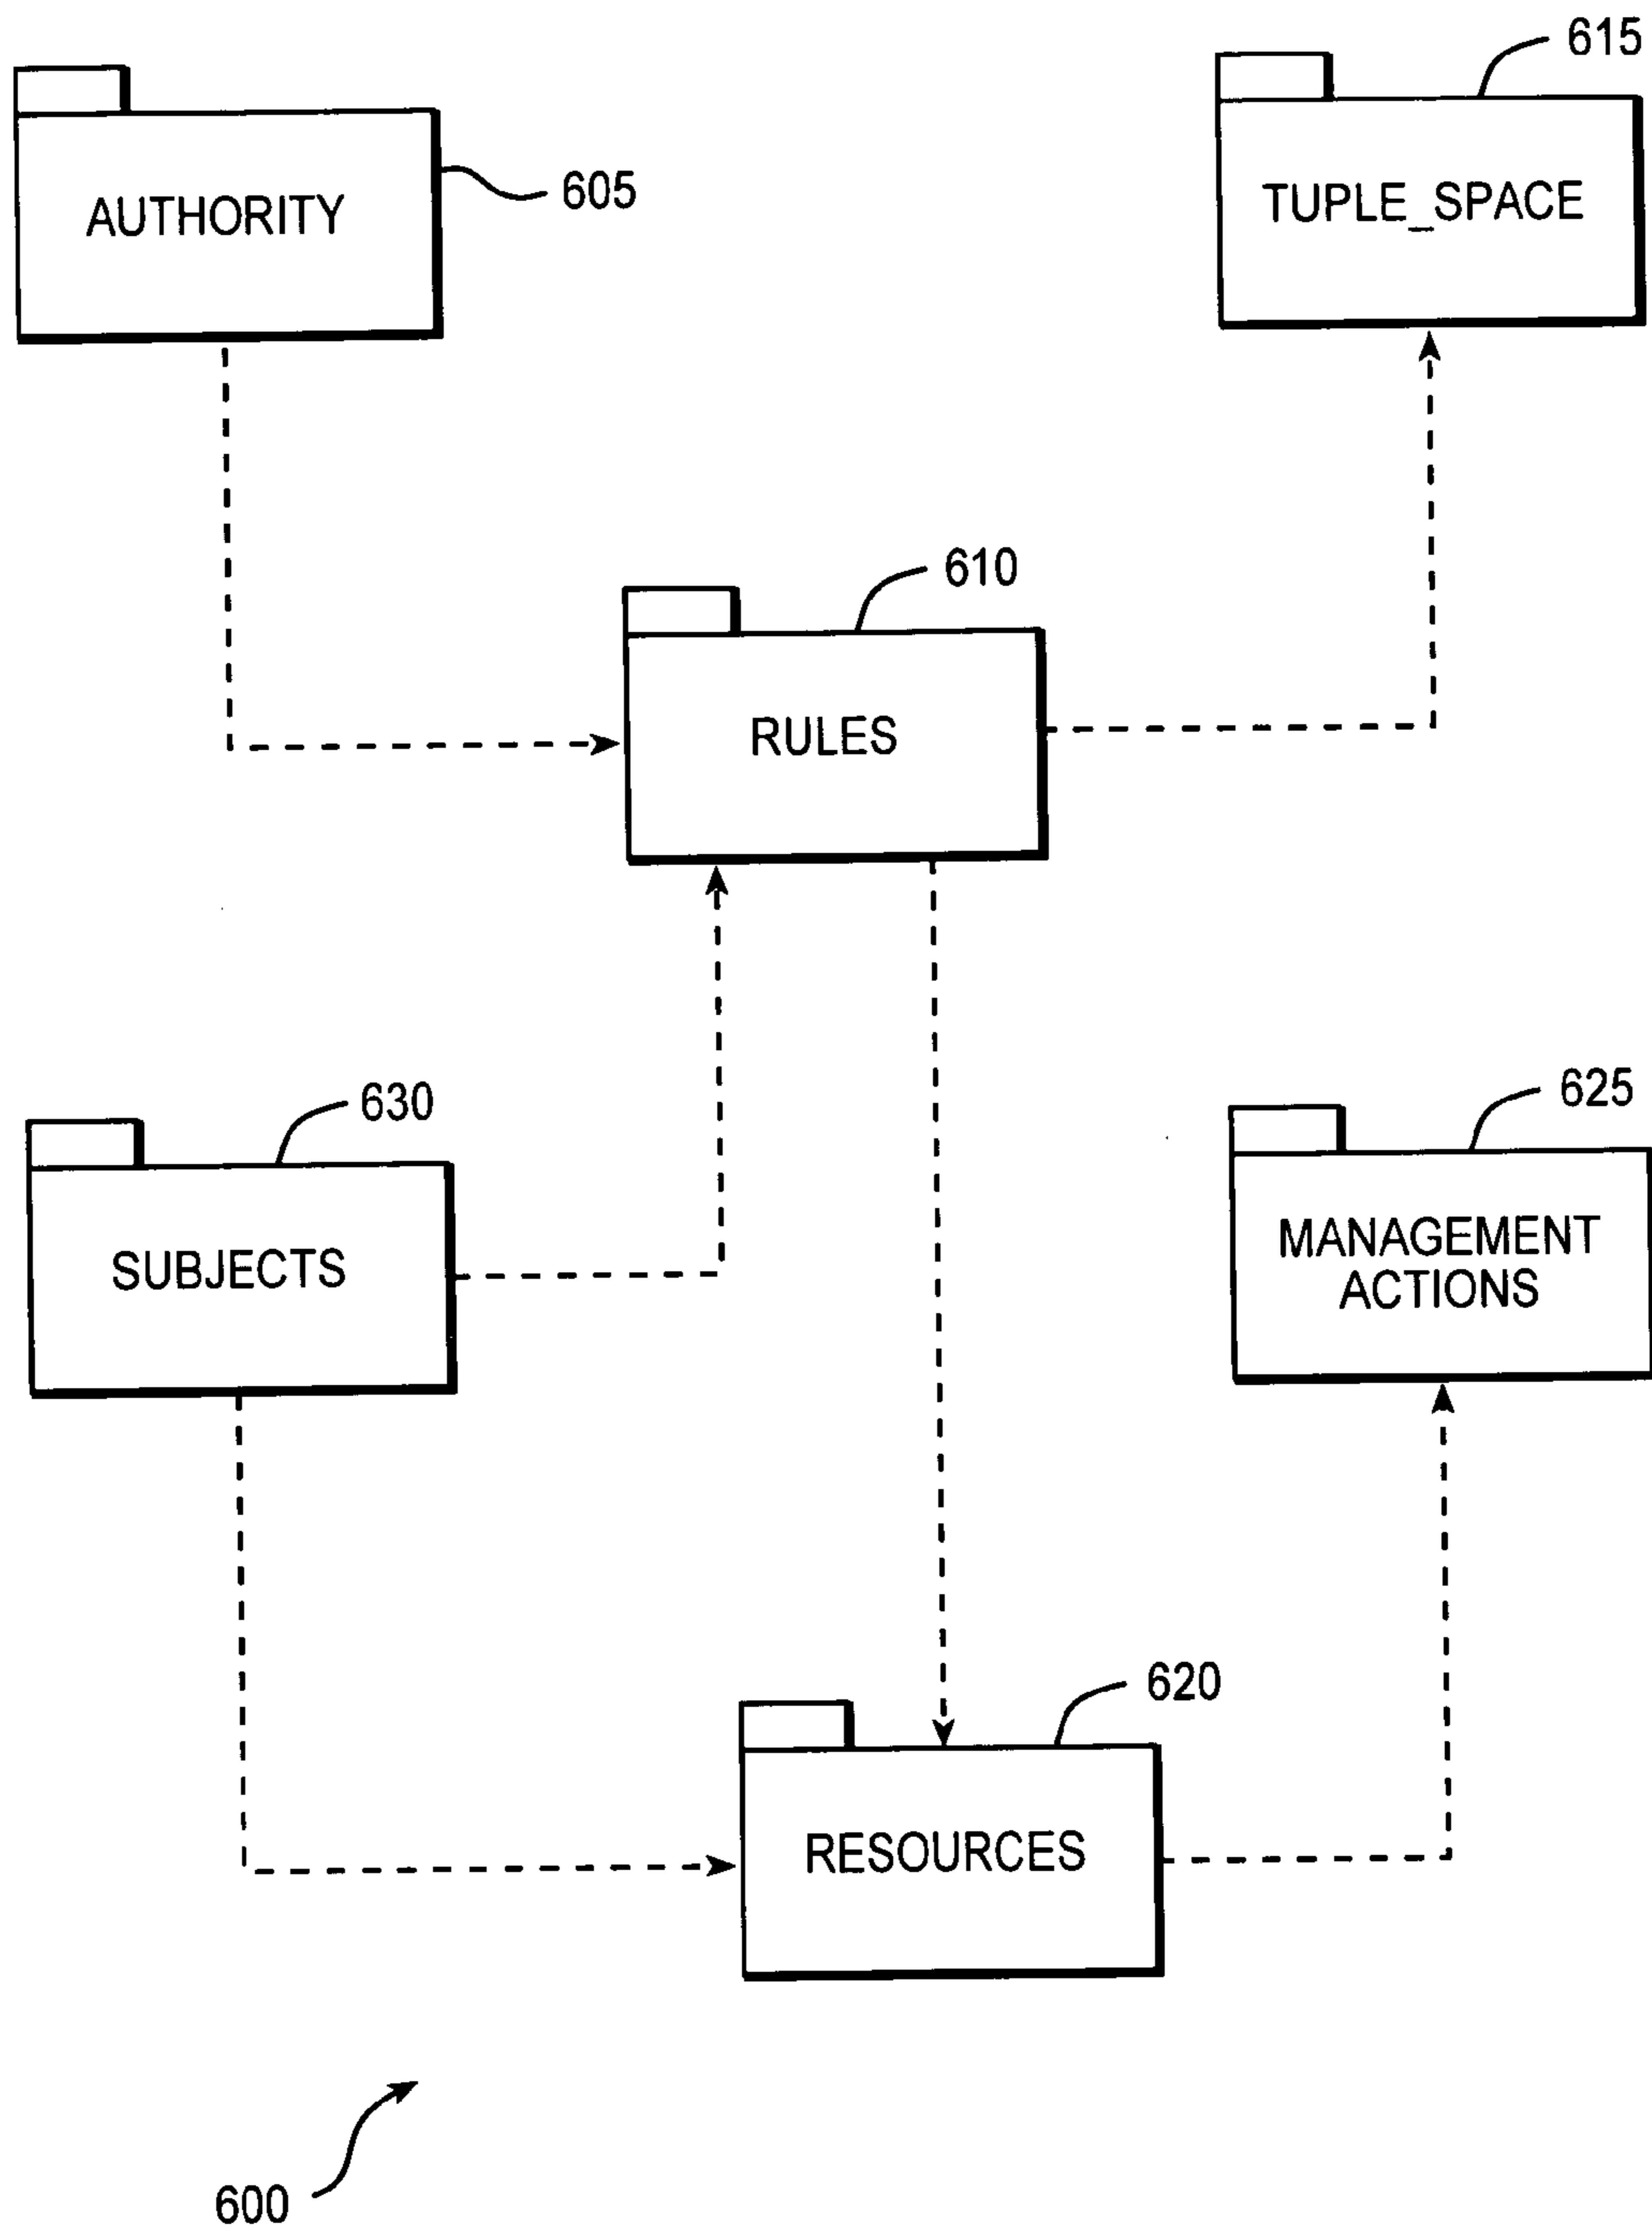 615
AUTHORITY
605
TUPLE_SPACE
610
RULES
630
625
SUBJECTS
MANAGEMENT
ACTIONS
620
RESOURCES
600